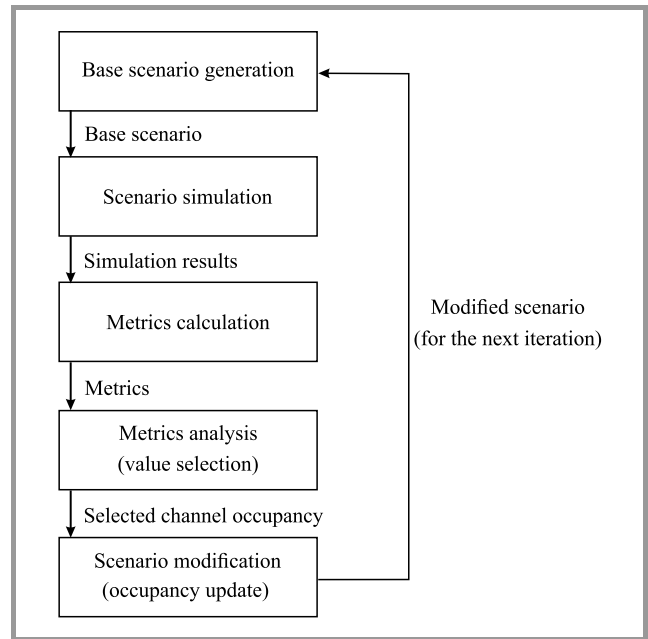 Base scenario generation
Base scenario
Scenario simulation
Simulation results
Metrics calculation
Modified scenario
(for the next iteration)
Metrics
Metrics analysis
(value selection)
Selected channel occupancy
Scenario modification
(occupancy update)